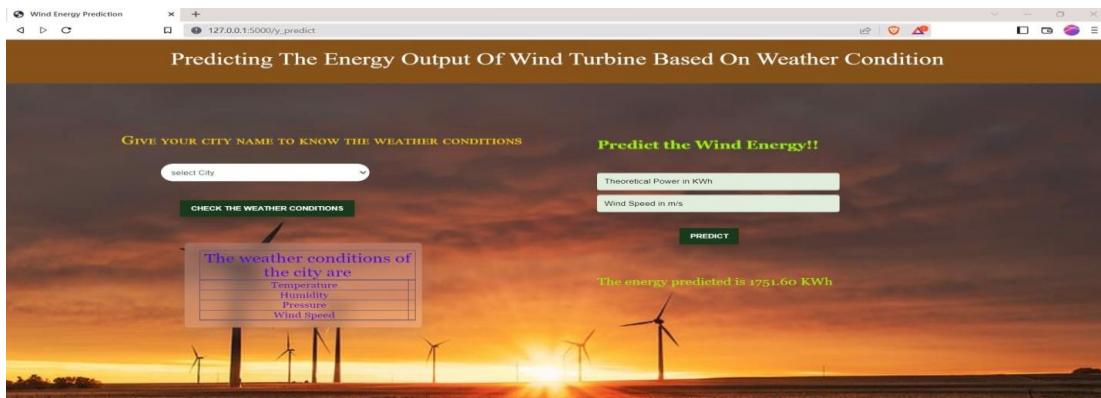 Wind Energy Prediction
127.0.0.1:5000/y_predict
Predicting The Energy Output Of Wind Turbine Based On Weather Condition
Give your city name to know the weather conditions
select City
CHECK THE WEATHER CONDITIONS
The weather conditions of
the city are
Temperature
Humidity
Pressure
Wind Speed
Predict the Wind Energy!!
Theoretical Power in KWh
Wind Speed in m/s
PREDICT
The energy predicted is 1751.60 KWh